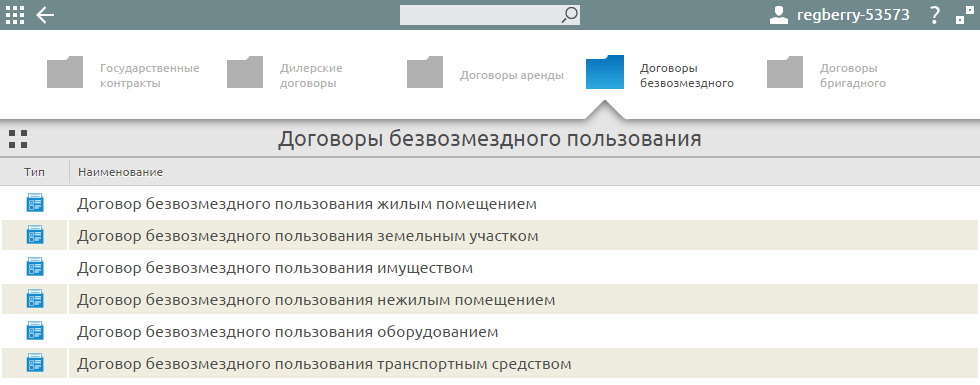 regberry-53573 ?
Государственные
контракты
Дилерские
договоры
Договоры аренды
Договоры
безвозмездного
Договоры
бригадного
Договоры безвозмездного пользования
Тип Наименование
Договор безвозмездного пользования жилым помещением
Договор безвозмездного пользования земельным участком
Договор безвозмездного пользования имуществом
Договор безвозмездного пользования нежилым помещением
Договор безвозмездного пользования оборудованием
Договор безвозмездного пользования транспортным средством